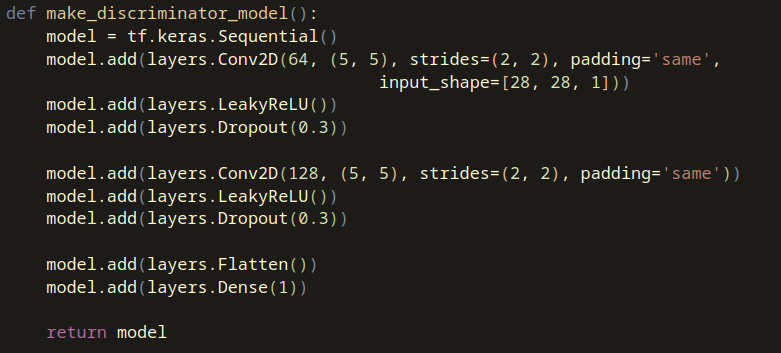 def make_discriminator_model():
    model = tf.keras.Sequential()
    model.add(layers.Conv2D(64, (5, 5), strides=(2, 2), padding='same',
                                     input_shape=[28, 28, 1]))
    model.add(layers.LeakyReLU())
    model.add(layers.Dropout(0.3))

    model.add(layers.Conv2D(128, (5, 5), strides=(2, 2), padding='same'))
    model.add(layers.LeakyReLU())
    model.add(layers.Dropout(0.3))

    model.add(layers.Flatten())
    model.add(layers.Dense(1))

    return model